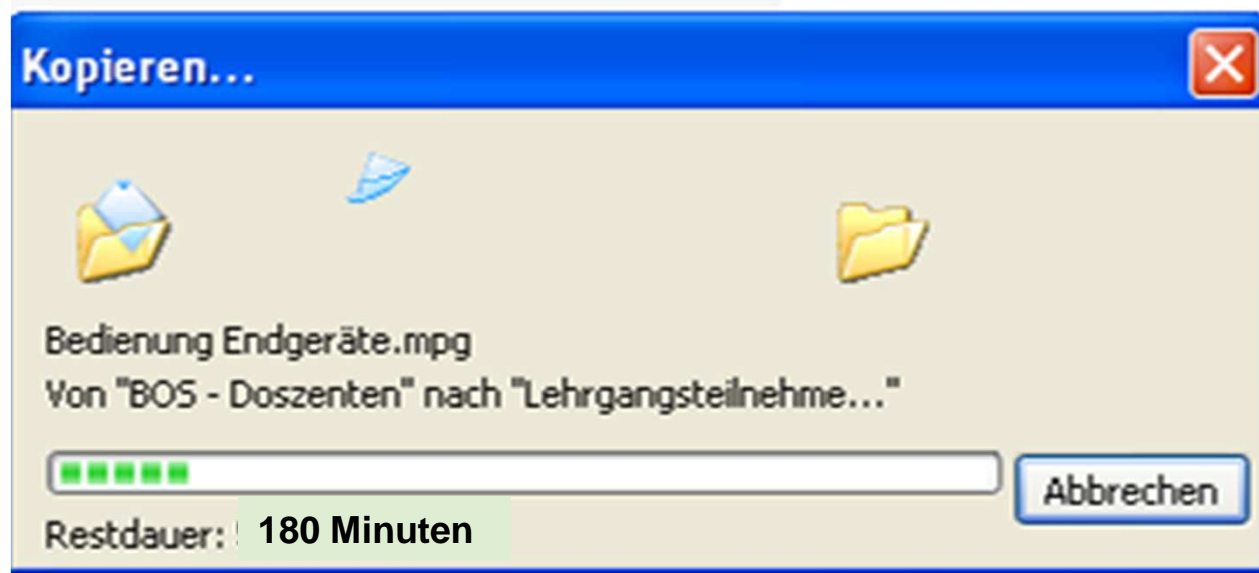 Kopieren...
Bedienung Endgeräte.mpg
Von "BOS - Doszenten" nach "Lehrgangsteilnehme..."
Abbrechen
Restdauer: 180 Minuten